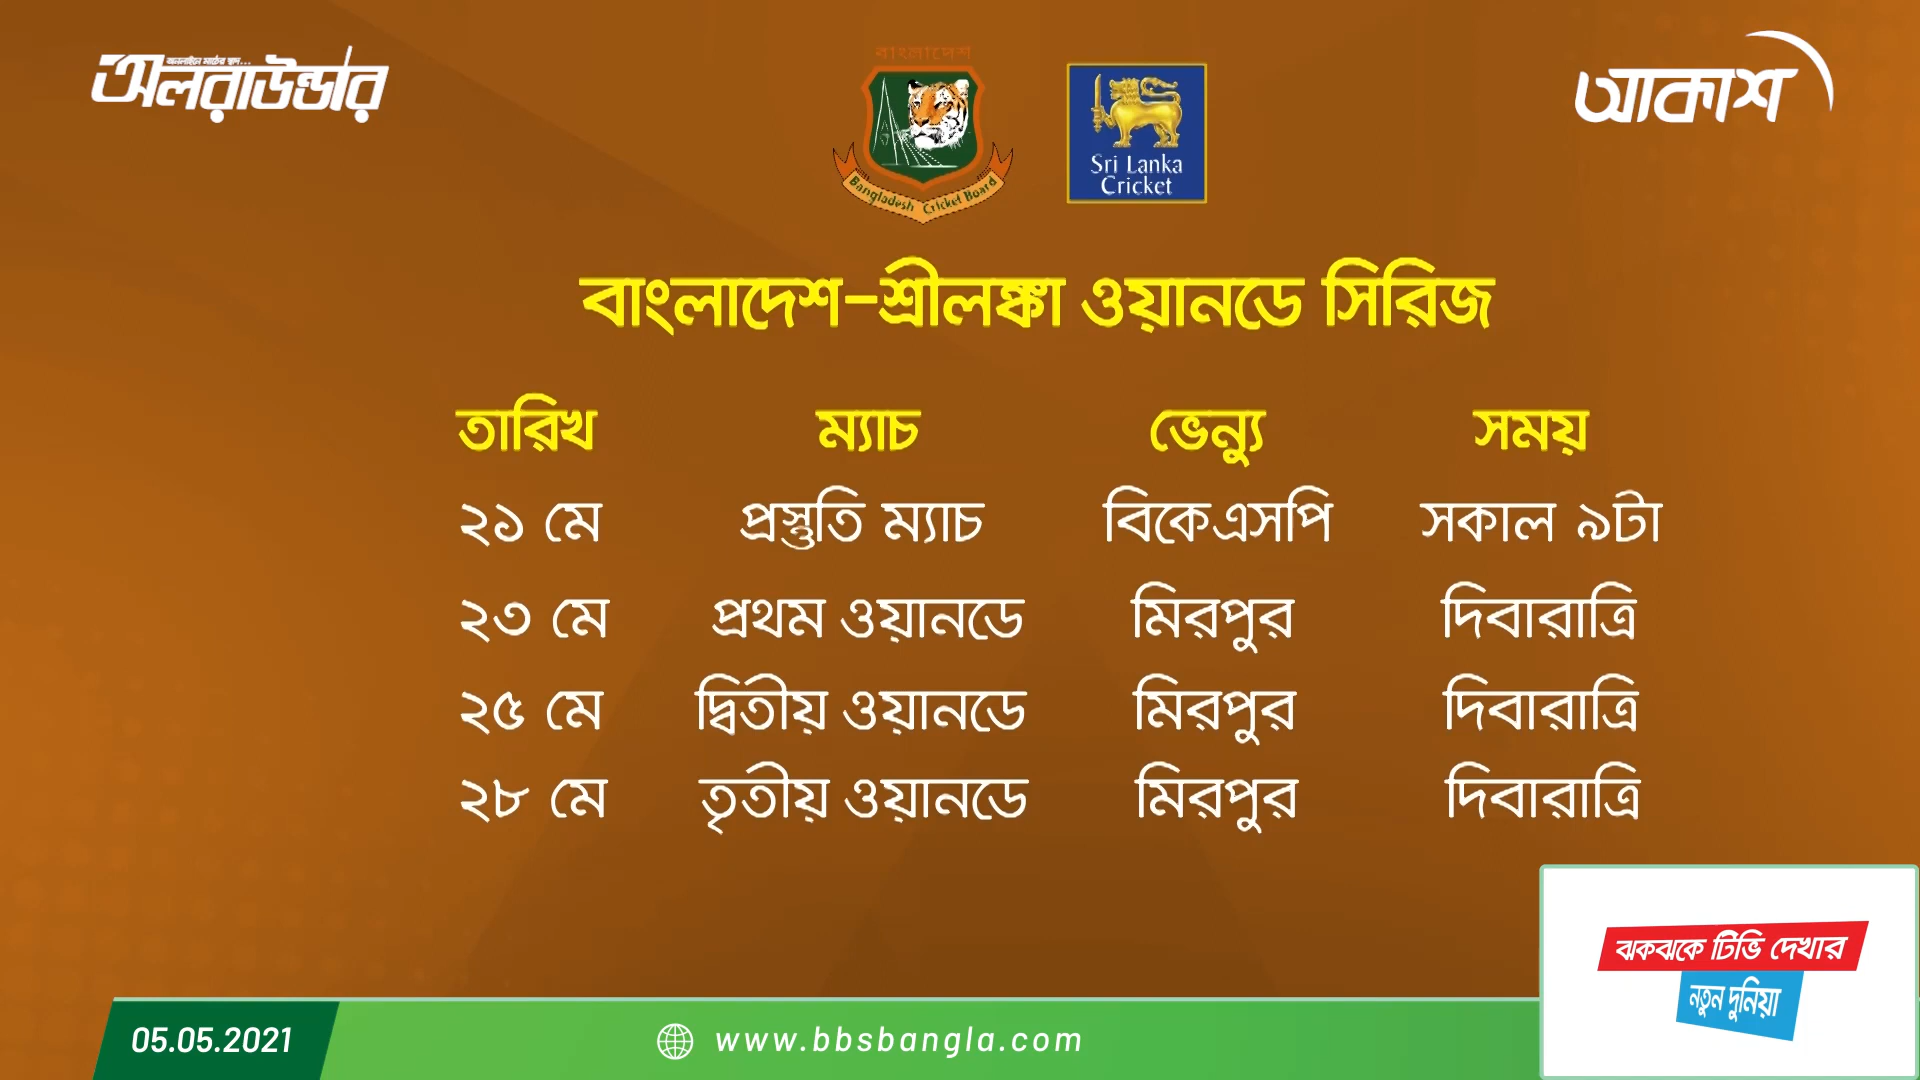 অনলাইনে মাঠের স্বাদ...
অলরাউন্ডার
বাংলাদেশ
Bangladesh Cricket Board
Sri Lanka
Cricket
আকাশ
বাংলাদেশ-শ্রীলঙ্কা ওয়ানডে সিরিজ
তারিখ ম্যাচ ভেন্যু সময়
২১ মে প্রস্তুতি ম্যাচ বিকেএসপি সকাল ৯টা
২৩ মে প্রথম ওয়ানডে মিরপুর দিবারাত্রি
২৫ মে দ্বিতীয় ওয়ানডে মিরপুর দিবারাত্রি
২৮ মে তৃতীয় ওয়ানডে মিরপুর দিবারাত্রি
ঝকঝকে টিভি দেখার
নতুন দুনিয়া
05.05.2021 www.bbsbangla.com